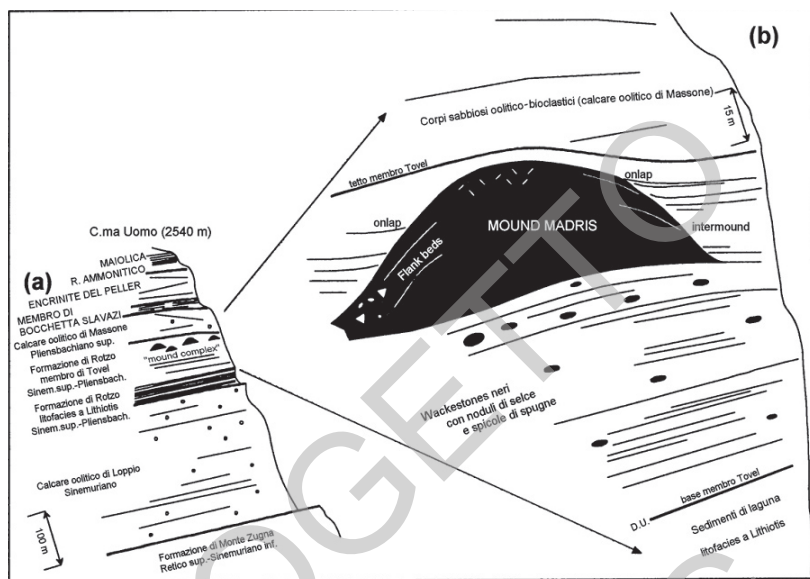 (b)
Corpi sabbiosi oolitico-bioclastici (calcare oolitico di Massone)
15 m
tetto membro Tovel
onlap
onlap
MOUND MADRIS
intermound
Flank beds
Wackestones neri
con noduli di selce
e spicole di spugne
base membro Tovel
D.U.
Sedimenti di laguna
litofacies a Lithiotis
C.ma Uomo (2540 m)
(a)
MAIOLICA
R. AMMONITICO
ENCRINITE DEL PELLER
MEMBRO DI
BOCCHETTA SLAVAZI
Calcare oolitico di Massone
Pliensbachiano sup.
"mound complex"
Formazione di Rotzo
membro di Tovel
Sinem.sup.-Pliensbach.
Formazione di Rotzo
litofacies a Lithiotis
Sinem.sup.-Pliensbach.
Calcare oolitico di Loppio
Sinemuriano
100 m
Formazione di Monte Zugna
Retico sup.-Sinemuriano inf.
OGETTO